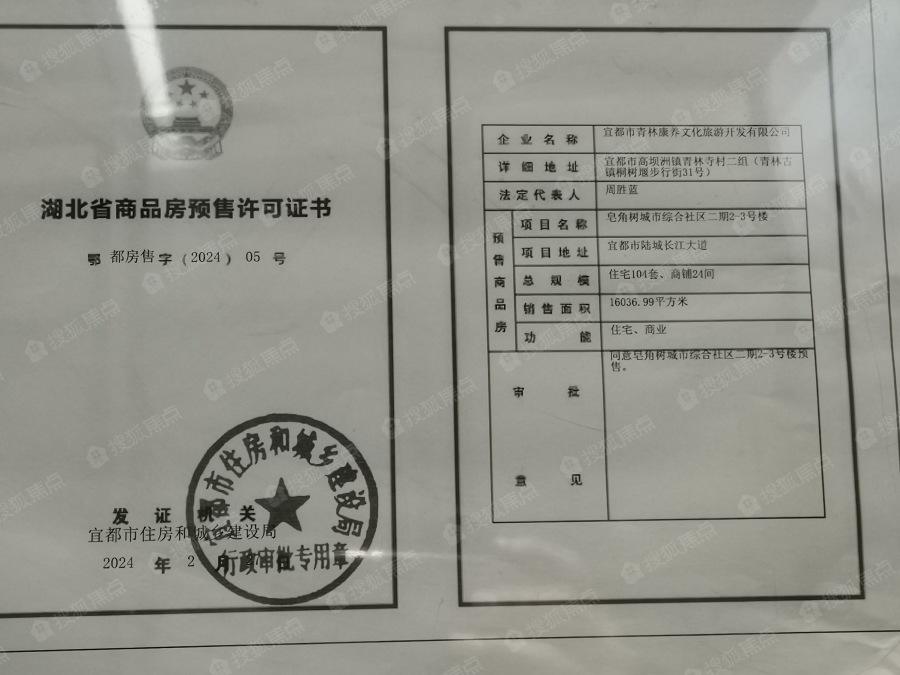 湖北省商品房预售许可证书
鄂 都房售 字（2024）05 号
发证机关
宜都市住房和城乡建设局
2024 年 2 月
宜都市住房和城乡建设局
行政审批专用章
企业名称 宜都市青林康养文化旅游开发有限公司
详细地址 宜都市高坝洲镇青林寺村二组（青林古
镇桐树堰步行街31号）
法定代表人 周胜蓝
预售商品房
项目名称 皂角树城市综合社区二期2-3号楼
项目地址 宜都市陆城长江大道
总规模 住宅104套、商铺24间
销售面积 16036.99平方米
功能 住宅、商业
审批意见 同意皂角树城市综合社区二期2-3号楼预
售。
搜狐焦点